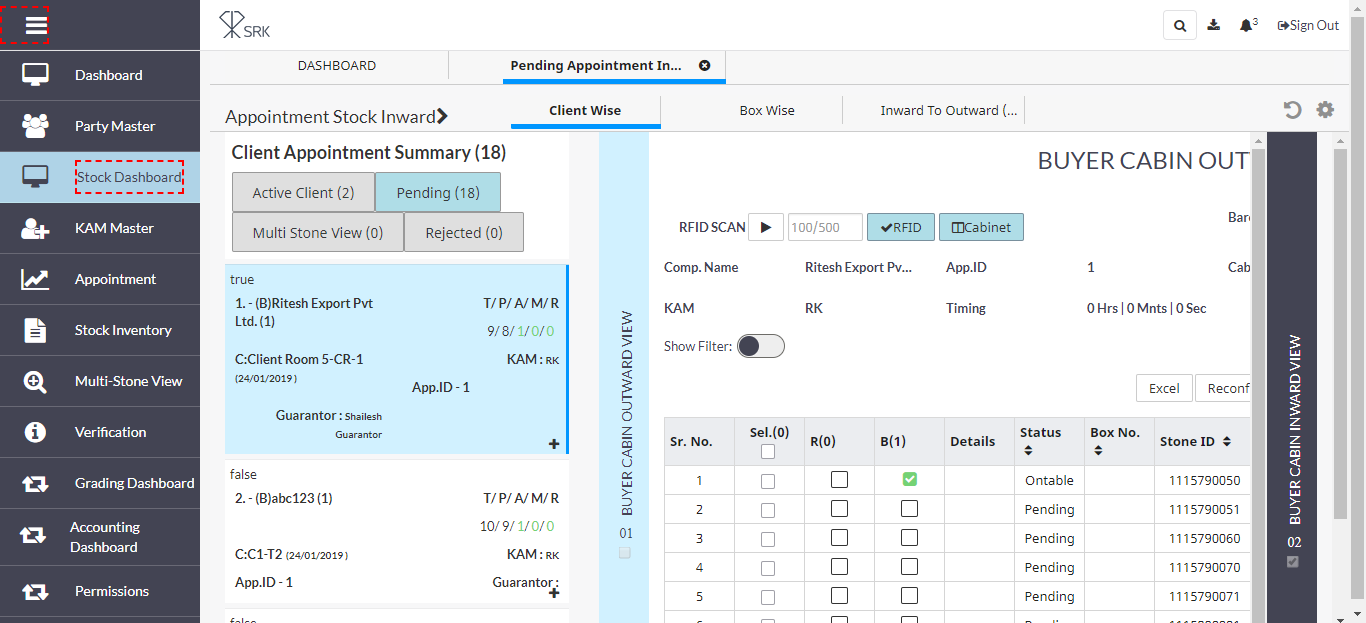 SRK
3
Sign Out
Dashboard
Party Master
Stock Dashboard
KAM Master
Appointment
Stock Inventory
Multi-Stone View
Verification
Grading Dashboard
Accounting
Dashboard
Permissions
DASHBOARD
Pending Appointment In...
Appointment Stock Inward
Client Wise
Box Wise
Inward To Outward (...
Client Appointment Summary (18)
Active Client (2)
Pending (18)
Multi Stone View (0)
Rejected (0)
true
1. - (B)Ritesh Export Pvt
Ltd. (1)
T/ P/ A/ M/ R
9/ 8/ 1/ 0/ 0
C:Client Room 5-CR-1
(24/01/2019 )
KAM : RK
App.ID - 1
Guarantor : Shailesh
Guarantor
false
2. - (B)abc123 (1)
T/ P/ A/ M/ R
10/ 9/ 1/ 0/ 0
C:C1-T2 (24/01/2019 )
KAM : RK
App.ID - 1
Guarantor :
false
BUYER CABIN OUTWARD VIEW
01
BUYER CABIN OUT
RFID SCAN
100/500
RFID
Cabinet
Comp. Name
Ritesh Export Pv...
App.ID
1
KAM
RK
Timing
0 Hrs | 0 Mnts | 0 Sec
Show Filter:
Excel
Reconf
Sr. No.
Sel.(0)
R(0)
B(1)
Details
Status
Box No.
Stone ID
1
Ontable
1115790050
2
Pending
1115790051
3
Pending
1115790060
4
Pending
1115790070
5
Pending
1115790071
BUYER CABIN INWARD VIEW
02